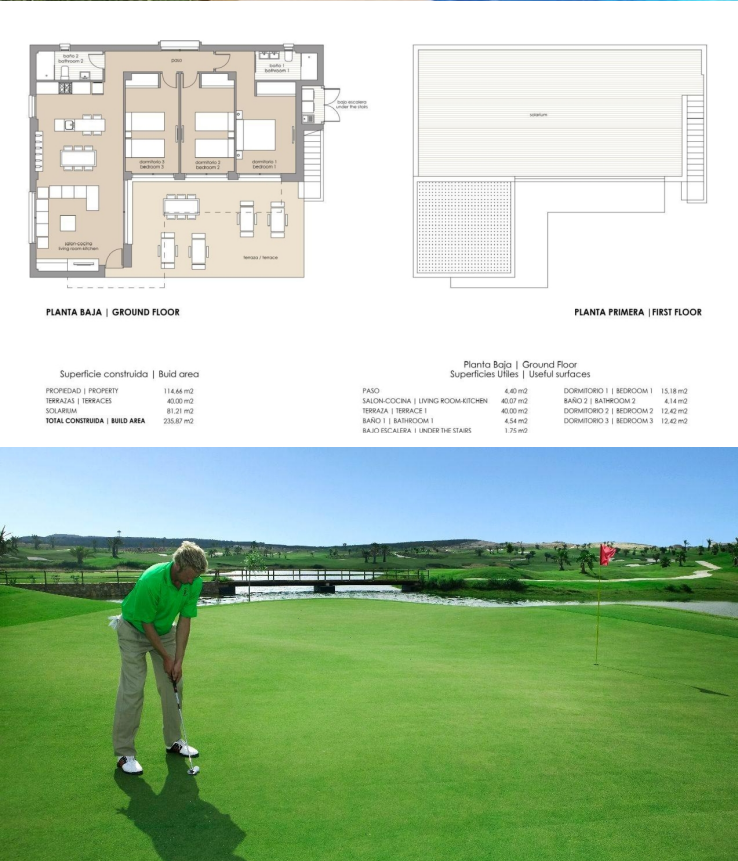 baño 2
bathroom 2
paso
baño 1
bathroom 1
bajo escalera
under the stairs
dormitorio 3
bedroom 3
dormitorio 2
bedroom 2
dormitorio 1
bedroom 1
salon-cocina
living room-kitchen
terraza / terrace
solarium
PLANTA BAJA | GROUND FLOOR
PLANTA PRIMERA |FIRST FLOOR
Superficie construida | Buid area
PROPIEDAD | PROPERTY 114.66 m2
TERRAZAS | TERRACES 40.00 m2
SOLARIUM 81,21 m2
TOTAL CONSTRUIDA | BUILD AREA 235,87 m2
Planta Baja | Ground Floor
Superficies Utiles | Useful surfaces
PASO 4,40 m2 DORMITORIO 1 | BEDROOM 1 15,18 m2
SALON-COCINA | LIVING ROOM-KITCHEN 40,07 m2 BAÑO 2 | BATHROOM 2 4,14 m2
TERRAZA | TERRACE 1 40,00 m2 DORMITORIO 2 | BEDROOM 2 12,42 m2
BAÑO 1 | BATHROOM 1 4,54 m2 DORMITORIO 3 | BEDROOM 3 12,42 m2
BAJO ESCALERA | UNDER THE STAIRS 1,75 m2